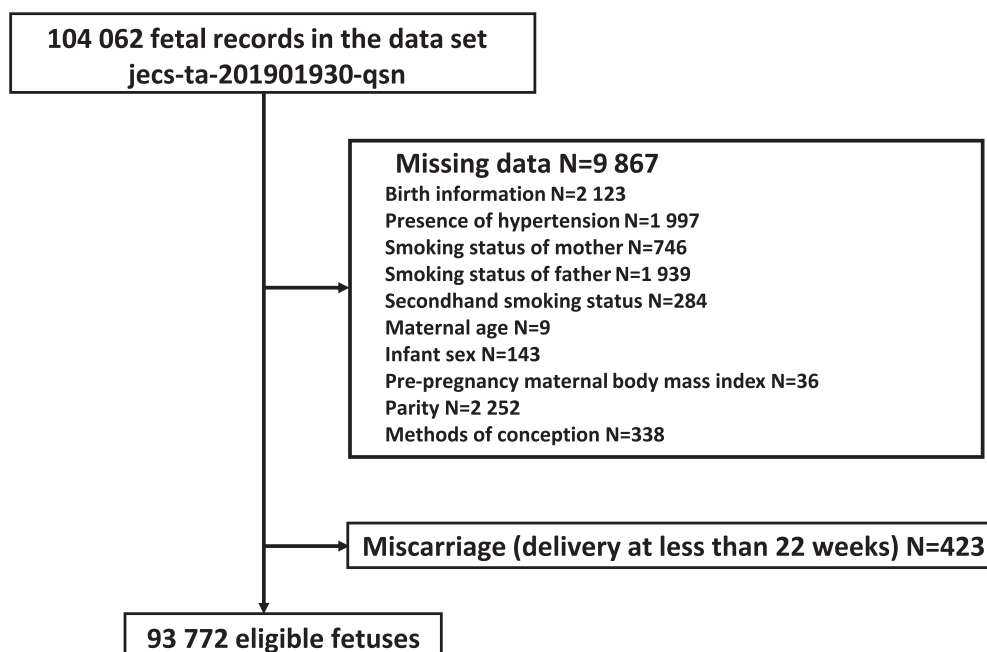 104 062 fetal records in the data set
jecs-ta-201901930-qsn
Missing data N=9 867
Birth information N=2 123
Presence of hypertension N=1 997
Smoking status of mother N=746
Smoking status of father N=1 939
Secondhand smoking status N=284
Maternal age N=9
Infant sex N=143
Pre-pregnancy maternal body mass index N=36
Parity N=2 252
Methods of conception N=338
Miscarriage (delivery at less than 22 weeks) N=423
93 772 eligible fetuses